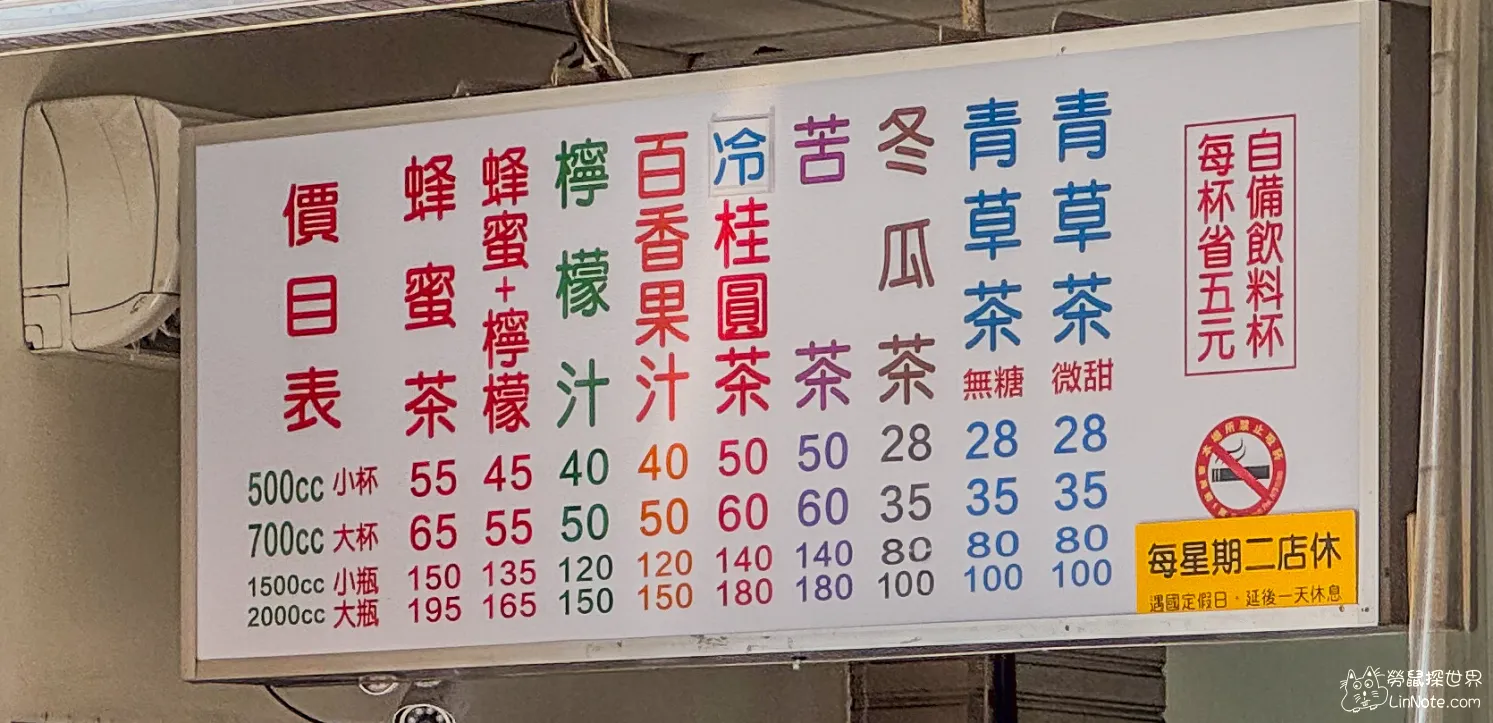 自備飲料杯
每杯省五元
青草茶 微甜 28 35 80 100
青草茶 無糖 28 35 80 100
冬瓜茶 28 35 80 100
苦茶 50 60 140 180
冷桂圓茶 50 60 140 180
百香果汁 40 50 120 150
檸檬汁 40 50 120 150
蜂蜜+檸檬 45 55 135 165
蜂蜜茶 55 65 150 195
價目表
500cc 小杯
700cc 大杯
1500cc 小瓶
2000cc 大瓶
每星期二店休
遇國定假日，延後一天休息
勞鼠探世界
LinNote.com